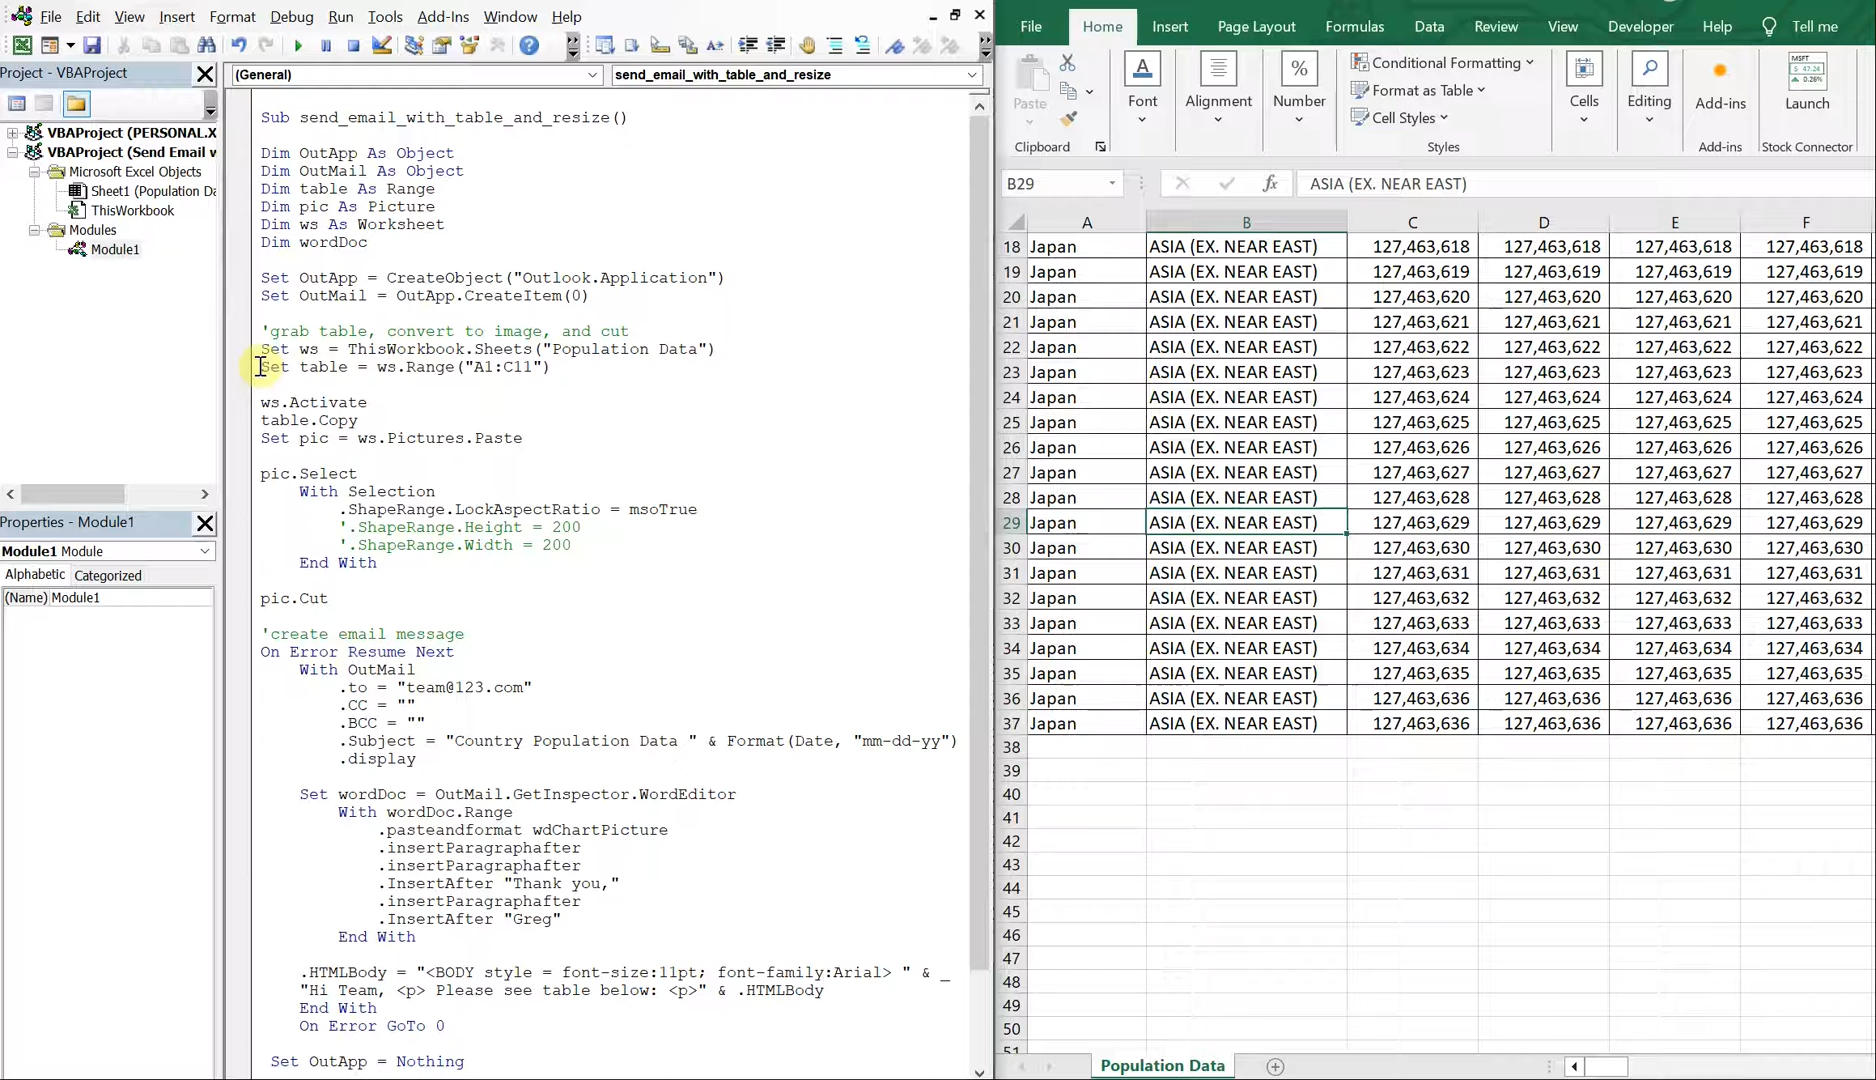 File Edit View Insert Format Debug Run Tools Add-Ins Window Help
Project - VBAProject
VBAProject (PERSONAL.X
VBAProject (Send Email w
Microsoft Excel Objects
Sheet1 (Population Da
ThisWorkbook
Modules
Module1
Properties - Module1
Module1 Module
Alphabetic Categorized
(Name) Module1
(General) send_email_with_table_and_resize
Sub send_email_with_table_and_resize()
Dim OutApp As Object
Dim OutMail As Object
Dim table As Range
Dim pic As Picture
Dim ws As Worksheet
Dim wordDoc
Set OutApp = CreateObject("Outlook.Application")
Set OutMail = OutApp.CreateItem(0)
'grab table, convert to image, and cut
Set ws = ThisWorkbook.Sheets("Population Data")
Set table = ws.Range("A1:C11")
ws.Activate
table.Copy
Set pic = ws.Pictures.Paste
pic.Select
With Selection
.ShapeRange.LockAspectRatio = msoTrue
'.ShapeRange.Height = 200
'.ShapeRange.Width = 200
End With
pic.Cut
'create email message
On Error Resume Next
With OutMail
.to = "team@123.com"
.CC = ""
.BCC = ""
.Subject = "Country Population Data " & Format(Date, "mm-dd-yy")
.display
Set wordDoc = OutMail.GetInspector.WordEditor
With wordDoc.Range
.pasteandformat wdChartPicture
.insertParagraphafter
.insertParagraphafter
.InsertAfter "Thank you,"
.insertParagraphafter
.InsertAfter "Greg"
End With
.HTMLBody = "<BODY style = font-size:11pt; font-family:Arial> " & _
"Hi Team, <p> Please see table below: <p>" & .HTMLBody
End With
On Error GoTo 0
Set OutApp = Nothing
File Home Insert Page Layout Formulas Data Review View Developer Help Tell me
Paste
Clipboard
Font
Alignment
Number
Conditional Formatting
Format as Table
Cell Styles
Styles
Cells
Editing
Add-ins
Add-ins
MSFT
$ 47.24
0.26%
Launch
Stock Connector
B29 fx ASIA (EX. NEAR EAST)
A B C D E F
18 Japan ASIA (EX. NEAR EAST) 127,463,618 127,463,618 127,463,618 127,463,618
19 Japan ASIA (EX. NEAR EAST) 127,463,619 127,463,619 127,463,619 127,463,619
20 Japan ASIA (EX. NEAR EAST) 127,463,620 127,463,620 127,463,620 127,463,620
21 Japan ASIA (EX. NEAR EAST) 127,463,621 127,463,621 127,463,621 127,463,621
22 Japan ASIA (EX. NEAR EAST) 127,463,622 127,463,622 127,463,622 127,463,622
23 Japan ASIA (EX. NEAR EAST) 127,463,623 127,463,623 127,463,623 127,463,623
24 Japan ASIA (EX. NEAR EAST) 127,463,624 127,463,624 127,463,624 127,463,624
25 Japan ASIA (EX. NEAR EAST) 127,463,625 127,463,625 127,463,625 127,463,625
26 Japan ASIA (EX. NEAR EAST) 127,463,626 127,463,626 127,463,626 127,463,626
27 Japan ASIA (EX. NEAR EAST) 127,463,627 127,463,627 127,463,627 127,463,627
28 Japan ASIA (EX. NEAR EAST) 127,463,628 127,463,628 127,463,628 127,463,628
29 Japan ASIA (EX. NEAR EAST) 127,463,629 127,463,629 127,463,629 127,463,629
30 Japan ASIA (EX. NEAR EAST) 127,463,630 127,463,630 127,463,630 127,463,630
31 Japan ASIA (EX. NEAR EAST) 127,463,631 127,463,631 127,463,631 127,463,631
32 Japan ASIA (EX. NEAR EAST) 127,463,632 127,463,632 127,463,632 127,463,632
33 Japan ASIA (EX. NEAR EAST) 127,463,633 127,463,633 127,463,633 127,463,633
34 Japan ASIA (EX. NEAR EAST) 127,463,634 127,463,634 127,463,634 127,463,634
35 Japan ASIA (EX. NEAR EAST) 127,463,635 127,463,635 127,463,635 127,463,635
36 Japan ASIA (EX. NEAR EAST) 127,463,636 127,463,636 127,463,636 127,463,636
37 Japan ASIA (EX. NEAR EAST) 127,463,636 127,463,636 127,463,636 127,463,636
38
39
40
41
42
43
44
45
46
47
48
49
50
51
Population Data